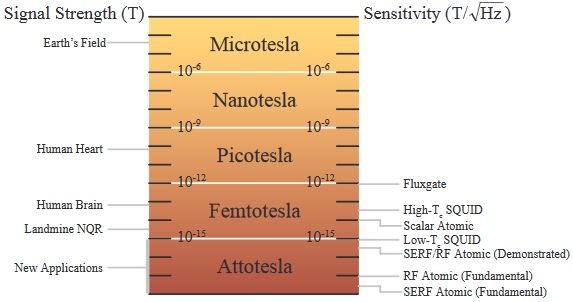 Signal Strength (T)
Sensitivity (T/√Hz)
Earth's Field
Microtesla
10-6
10-6
Nanotesla
10-9
10-9
Human Heart
Picotesla
10-12
10-12
Fluxgate
Human Brain
Femtotesla
High-Tc SQUID
Landmine NQR
Scalar Atomic
10-15
10-15
Low-Tc SQUID
SERF/RF Atomic (Demonstrated)
New Applications
Attotesla
RF Atomic (Fundamental)
SERF Atomic (Fundamental)